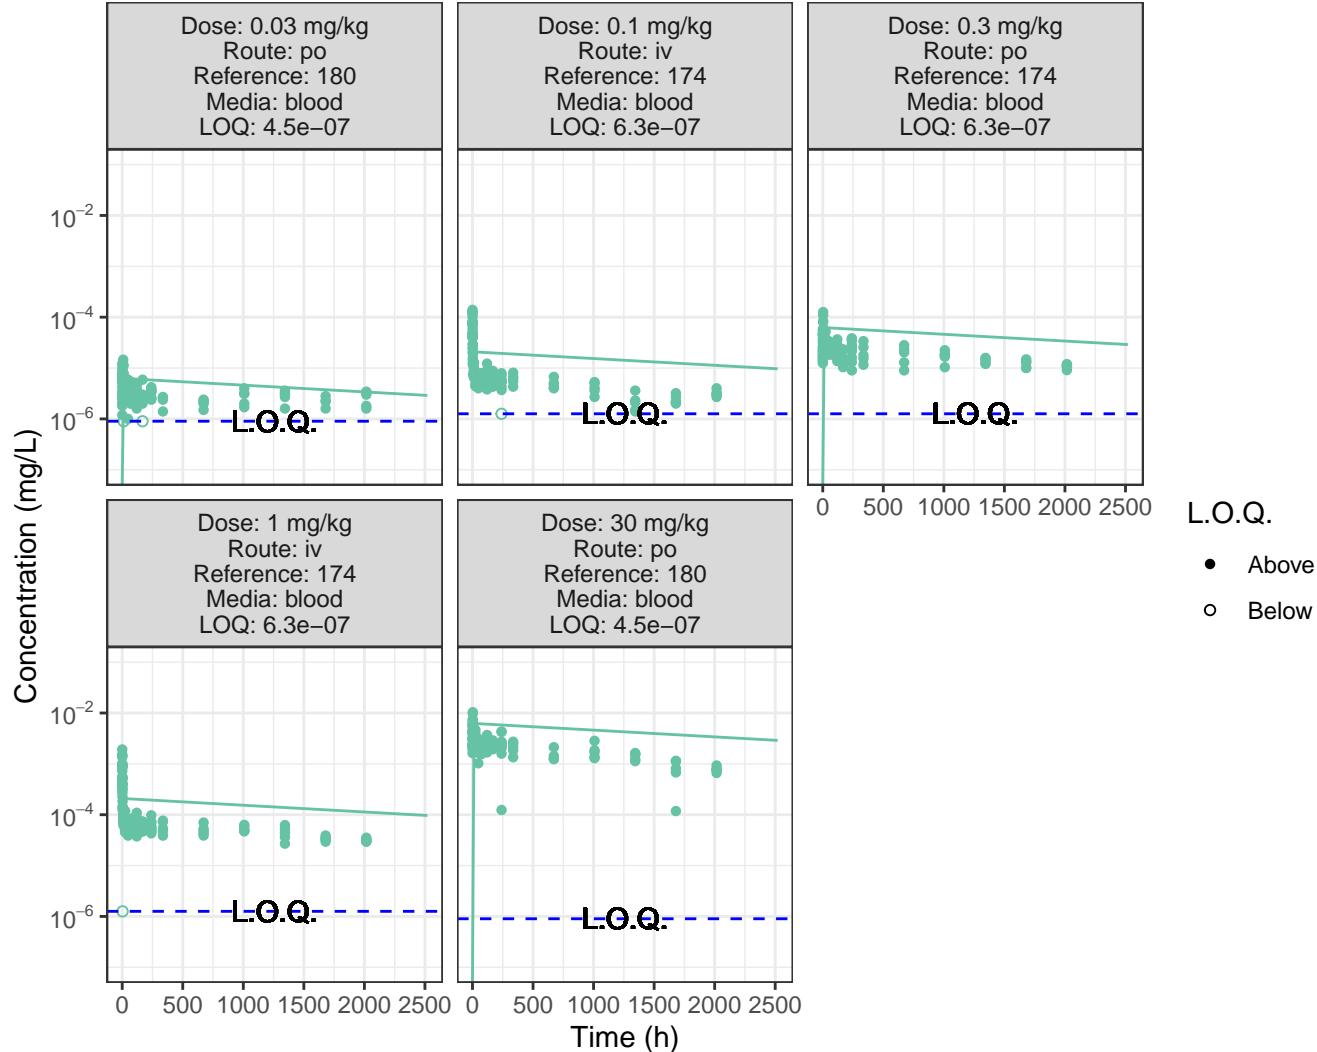 Dose: 0.03 mg/kg
Route: po
Reference: 180
Media: blood
LOQ: 4.5e−07
Dose: 0.1 mg/kg
Route: iv
Reference: 174
Media: blood
LOQ: 6.3e−07
Dose: 0.3 mg/kg
Route: po
Reference: 174
Media: blood
LOQ: 6.3e−07
10⁻²
10⁻⁴
10⁻⁶
L.O.Q.
L.O.Q.
L.O.Q.
0 500 1000 1500 2000 2500
Dose: 1 mg/kg
Route: iv
Reference: 174
Media: blood
LOQ: 6.3e−07
Dose: 30 mg/kg
Route: po
Reference: 180
Media: blood
LOQ: 4.5e−07
10⁻²
10⁻⁴
10⁻⁶
L.O.Q.
L.O.Q.
0 500 1000 1500 2000 2500
0 500 1000 1500 2000 2500
Time (h)
Concentration (mg/L)
L.O.Q.
Above
Below